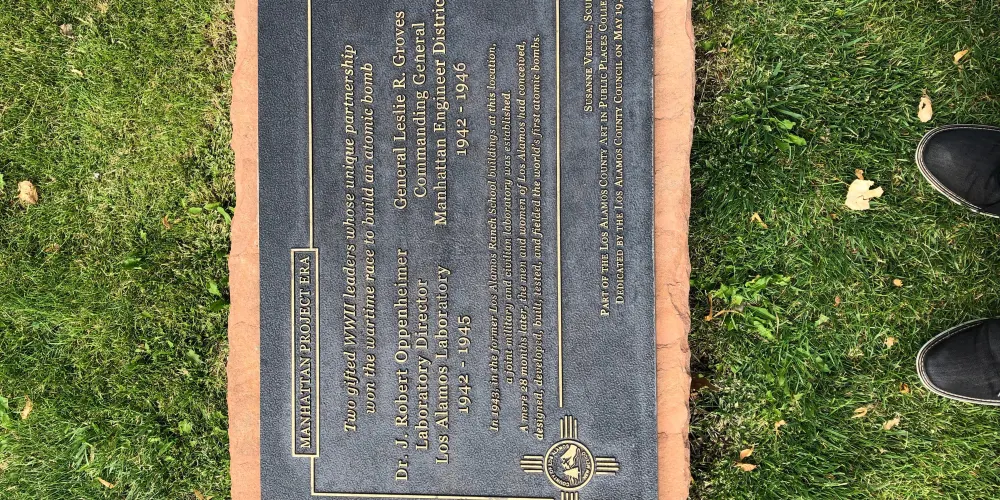 MANHATTAN PROJECT ERA
Two gifted WWII leaders whose unique partnership
won the wartime race to build an atomic bomb
Dr. J. Robert Oppenheimer
Laboratory Director
Los Alamos Laboratory
1942 - 1945
General Leslie R. Groves
Commanding General
Manhattan Engineer Distric
1942 - 1946
In 1943, in the former Los Alamos Ranch School buildings at this location,
a joint military and civilian laboratory was established.
A mere 28 months later, the men and women of Los Alamos had conceived,
designed, developed, built, tested, and fielded the world's first atomic bombs.
SUSANNE VERTEL, SCU
PART OF THE LOS ALAMOS COUNTY ART IN PUBLIC PLACES COLLE
DEDICATED BY THE LOS ALAMOS COUNTY COUNCIL ON MAY 19,